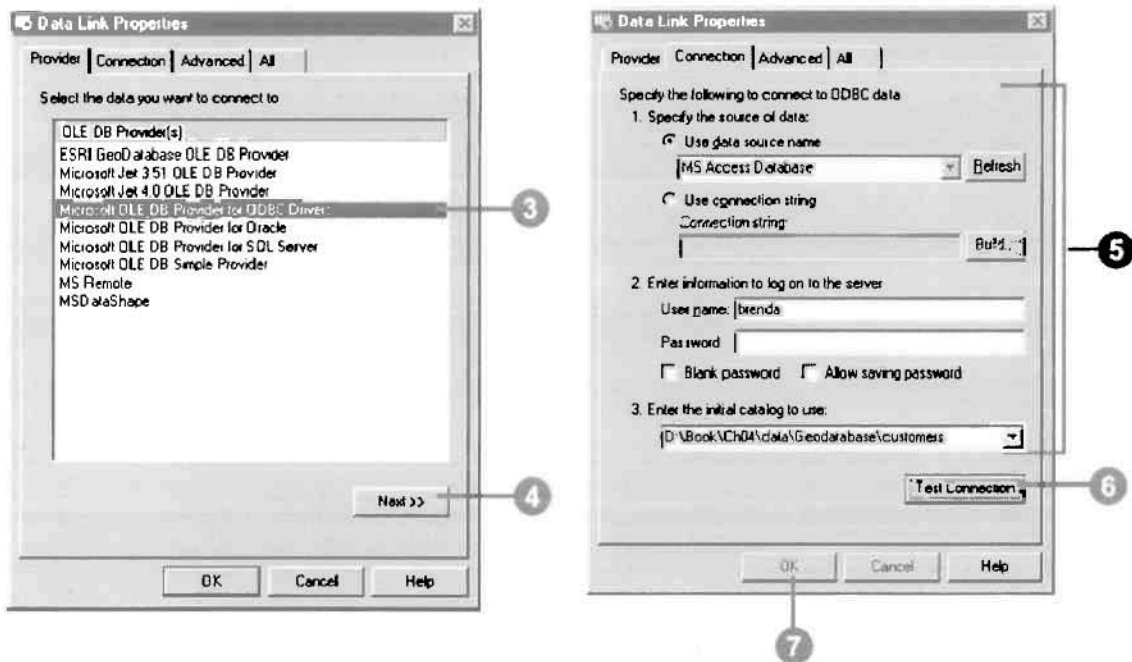 Data Link Properties
Provider Connection Advanced All
Select the data you want to connect to
OLE DB Provider(s)
ESRI GeoDatabase OLE DB Provider
Microsoft Jet 3.51 OLE DB Provider
Microsoft Jet 4.0 OLE DB Provider
Microsoft OLE DB Provider for ODBC Driver:
Microsoft OLE DB Provider for Oracle
Microsoft OLE DB Provider for SQL Server
Microsoft OLE DB Simple Provider
MS Remote
MSDataShape
3
Next >>
4
OK Cancel Help
Data Link Properties
Provider Connection Advanced All
Specify the following to connect to ODBC data
1. Specify the source of data:
Use data source name
MS Access Database Refresh
Use connection string
Connection string:
Build...
5
2. Enter information to log on to the server
User name: brenda
Password
Blank password Allow saving password
3. Enter the initial catalog to use:
D:\Book\Ch04\data\Geodatabase\customers
Test Connection
6
OK Cancel Help
7